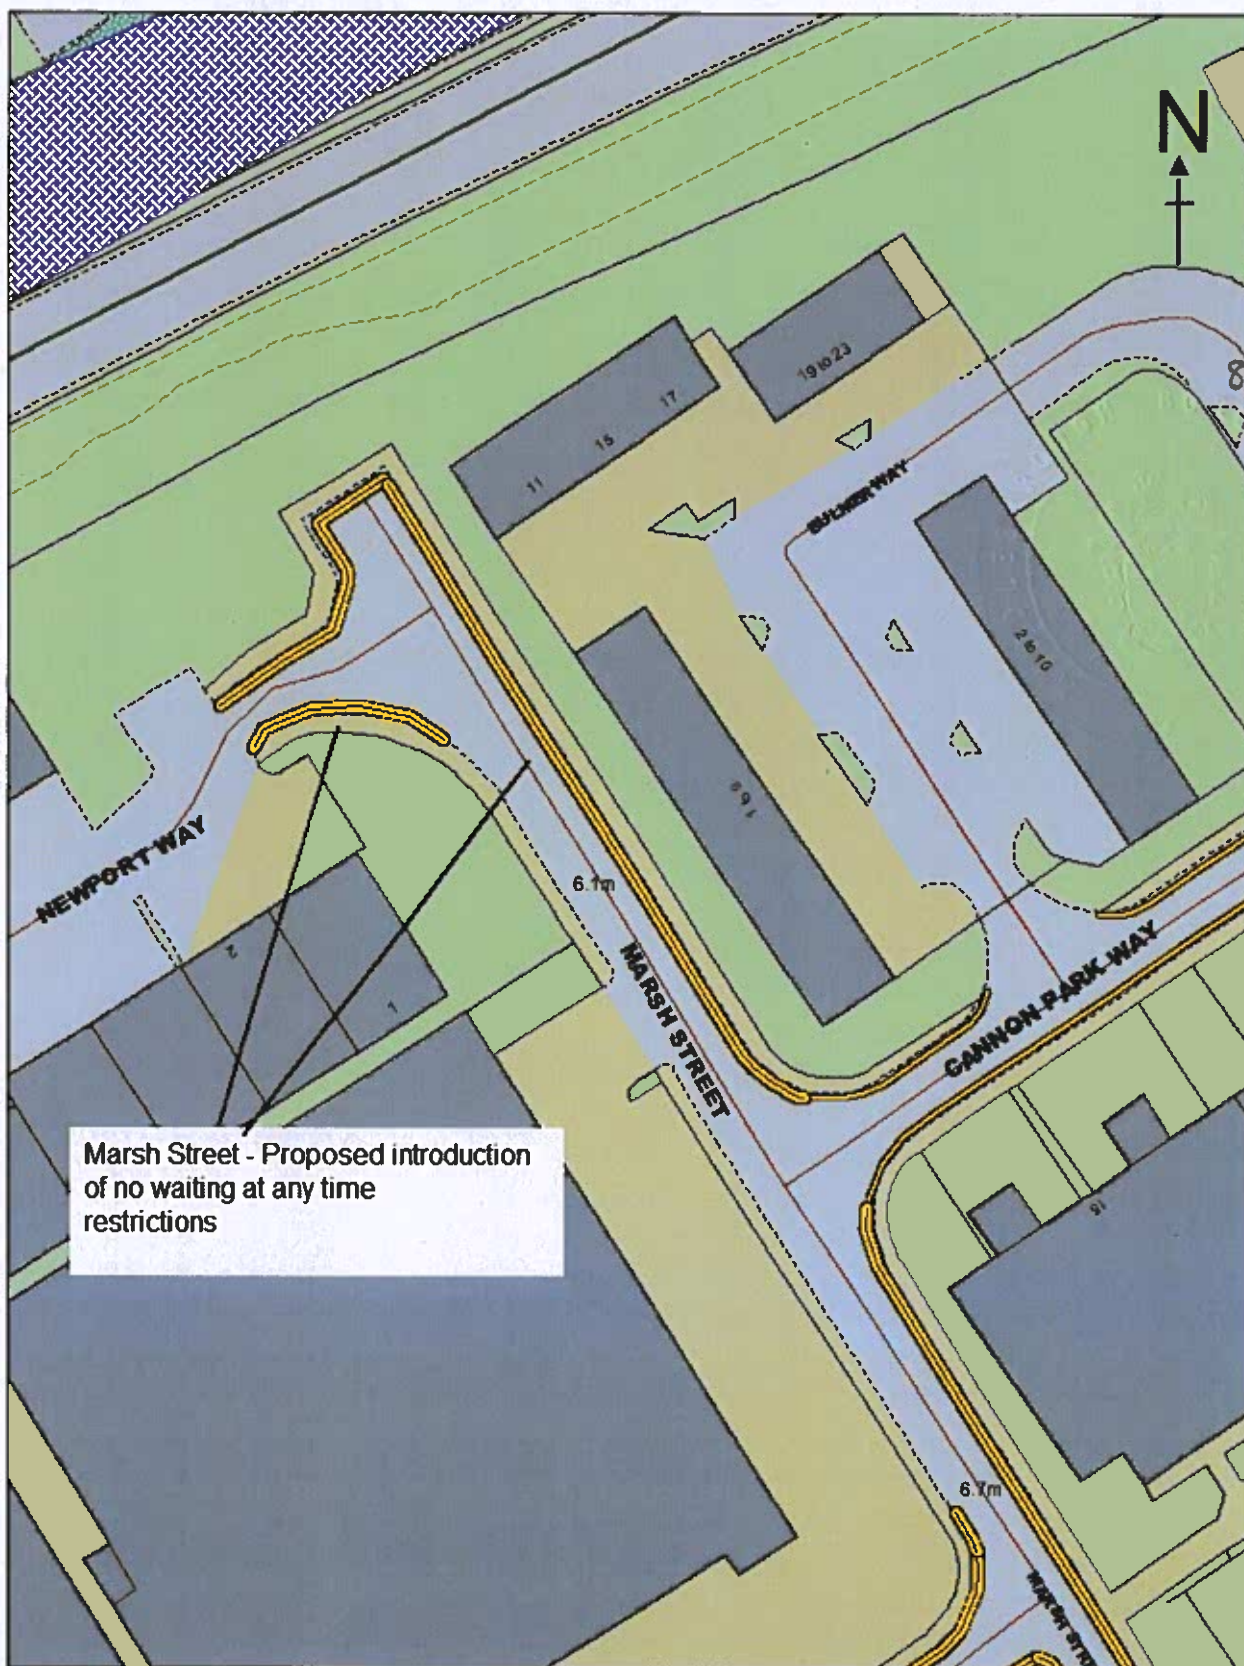 N
8
19 to 23
17
15
11
BULMER WAY
2 to 10
1 to 9
NEWPORT WAY
6.1m
2
1
MARSH STREET
CANNON PARK WAY
Marsh Street - Proposed introduction
of no waiting at any time
restrictions
15
6.7m